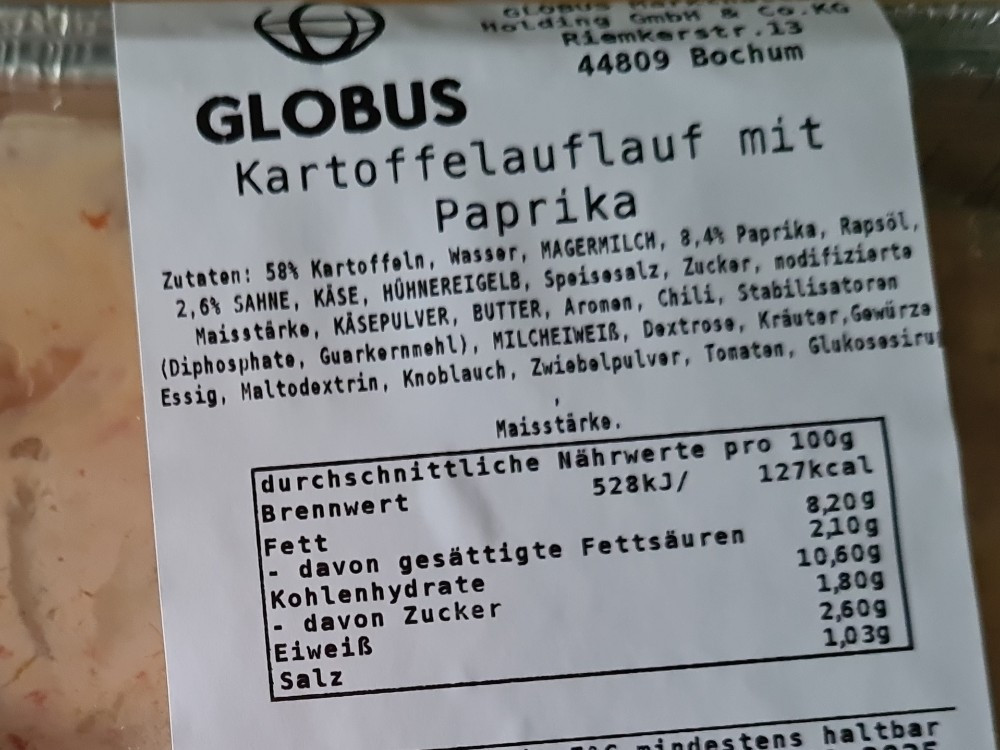 GLOBUS
Holding GmbH & Co.KG
Riemkerstr.13
44809 Bochum
GLOBUS
Kartoffelauflauf mit
Paprika
Zutaten: 58% Kartoffeln, Wasser, MAGERMILCH, 8,4% Paprika, Rapsöl,
2,6% SAHNE, KÄSE, HÜHNEREIGELB, Speisesalz, Zucker, modifizierte
Maisstärke, KÄSEPULVER, BUTTER, Aromen, Chili, Stabilisatoren
(Diphosphate, Guarkernmehl), MILCHEIWEIß, Dextrose, Kräuter,Gewürze
Essig, Maltodextrin, Knoblauch, Zwiebelpulver, Tomaten, Glukosesirup
,
Maisstärke.
durchschnittliche Nährwerte pro 100g
Brennwert 528kJ/ 127kcal
Fett 8,20g
- davon gesättigte Fettsäuren 2,10g
Kohlenhydrate 10,60g
- davon Zucker 1,80g
Eiweiß 2,60g
Salz 1,03g
mindestens haltbar